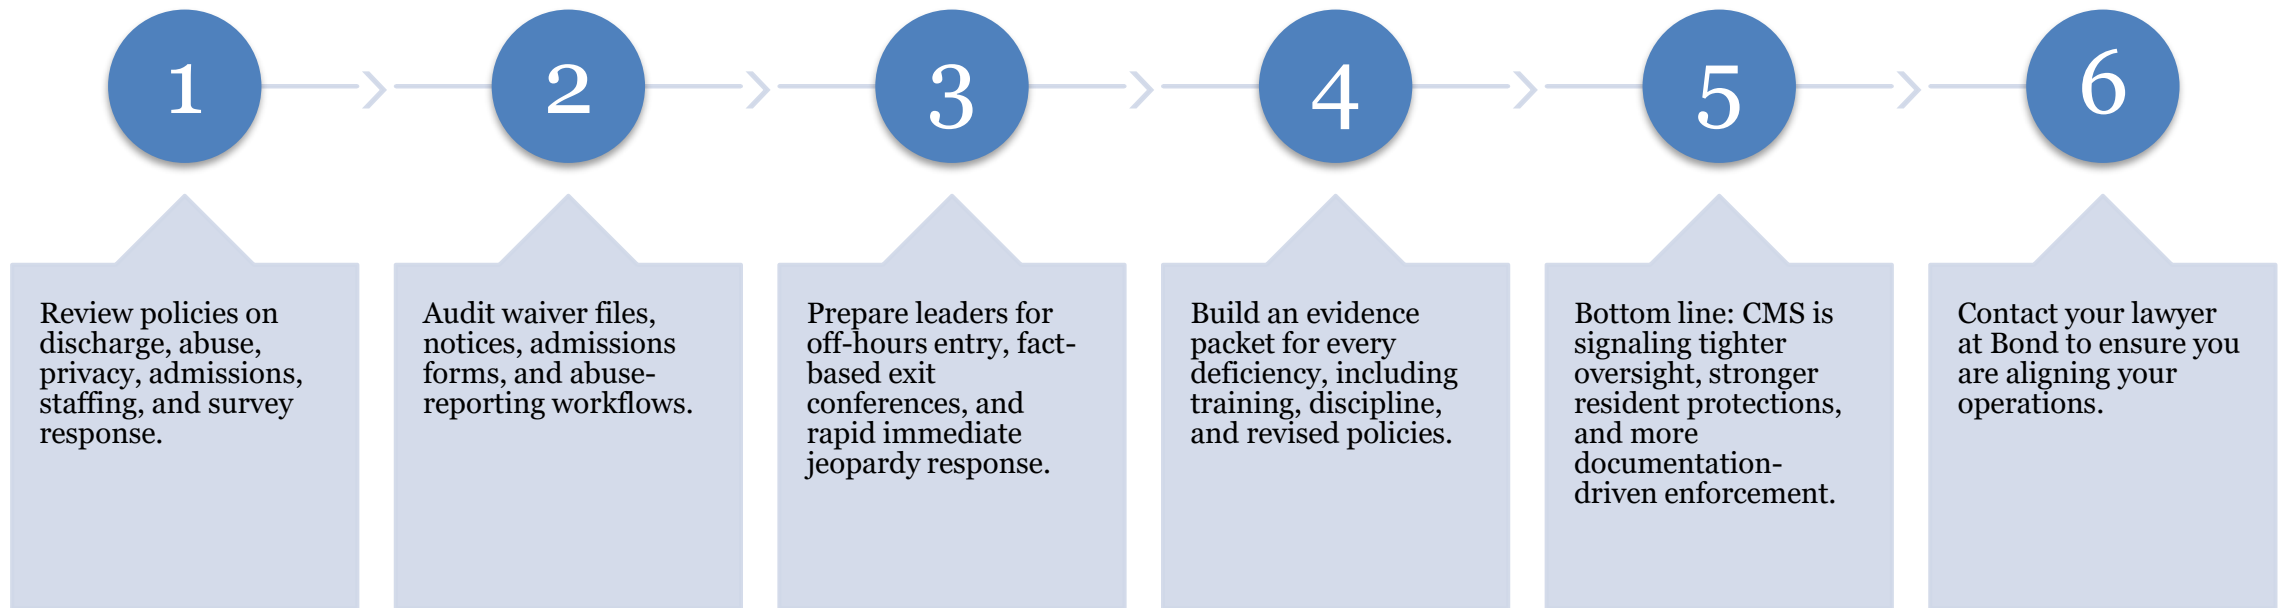 1
2
3
4
5
6
Review policies on
discharge, abuse,
privacy, admissions,
staffing, and survey
response.
Audit waiver files,
notices, admissions
forms, and abuse-
reporting workflows.
Prepare leaders for
off-hours entry, fact-
based exit
conferences, and
rapid immediate
jeopardy response.
Build an evidence
packet for every
deficiency, including
training, discipline,
and revised policies.
Bottom line: CMS is
signaling tighter
oversight, stronger
resident protections,
and more
documentation-
driven enforcement.
Contact your lawyer
at Bond to ensure you
are aligning your
operations.